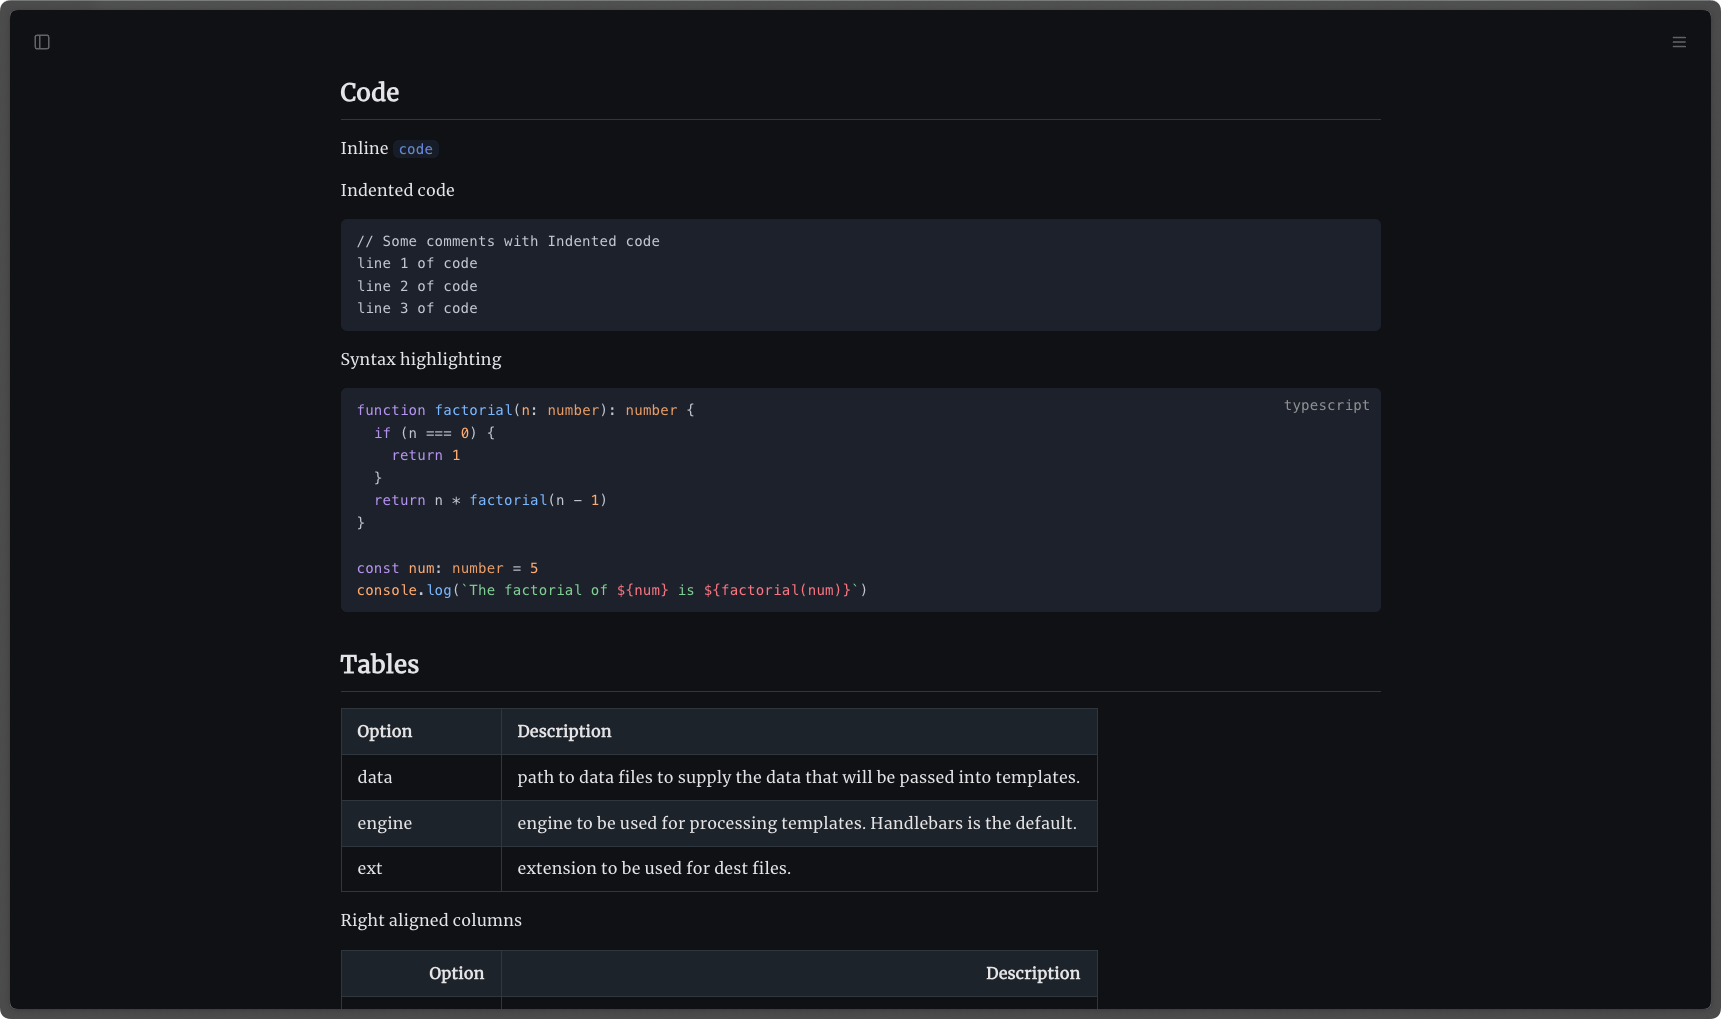 Code
Inline code
Indented code
// Some comments with Indented code
line 1 of code
line 2 of code
line 3 of code
Syntax highlighting
typescript
function factorial(n: number): number {
  if (n === 0) {
    return 1
  }
  return n * factorial(n - 1)
}

const num: number = 5
console.log(`The factorial of ${num} is ${factorial(num)}`)
Tables
Option Description
data path to data files to supply the data that will be passed into templates.
engine engine to be used for processing templates. Handlebars is the default.
ext extension to be used for dest files.
Right aligned columns
Option Description